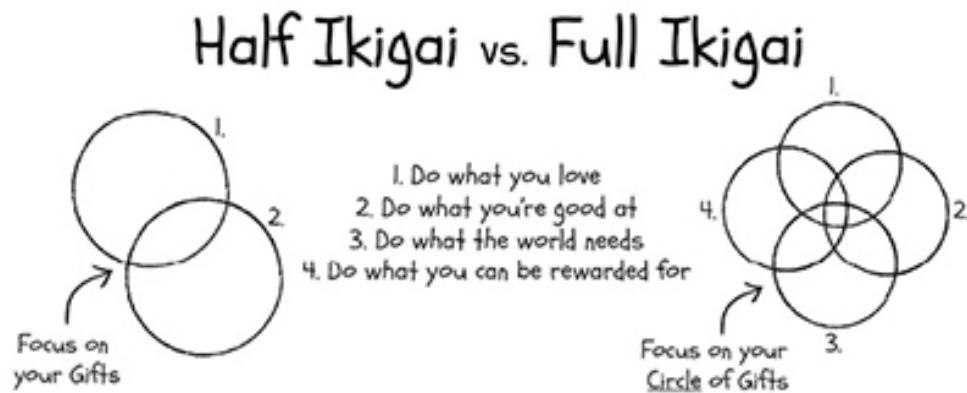 Half Ikigai vs. Full Ikigai
1.
2.
Focus on
your Gifts
1. Do what you love
2. Do what you're good at
3. Do what the world needs
4. Do what you can be rewarded for
1.
4.
2.
3.
Focus on your
Circle of Gifts